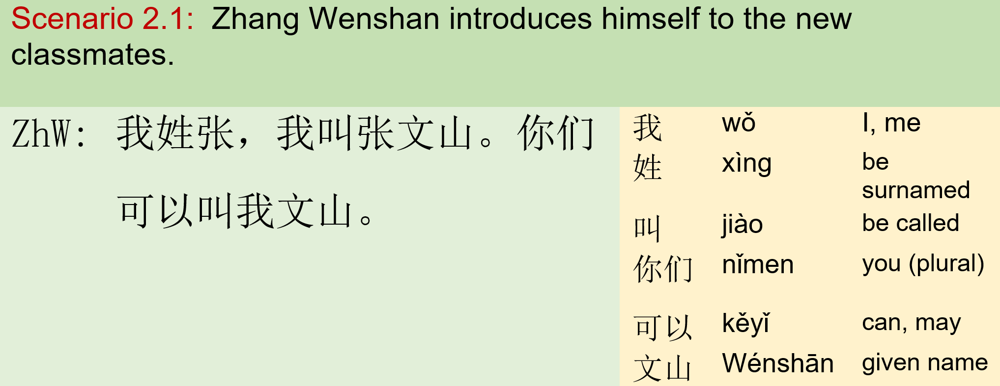 Scenario 2.1: Zhang Wenshan introduces himself to the new
classmates.
ZhW: 我姓张，我叫张文山。你们
可以叫我文山。
我 wǒ I, me
姓 xìng be
surnamed
叫 jiào be called
你们 nǐmen you (plural)
可以 kěyǐ can, may
文山 Wénshān given name